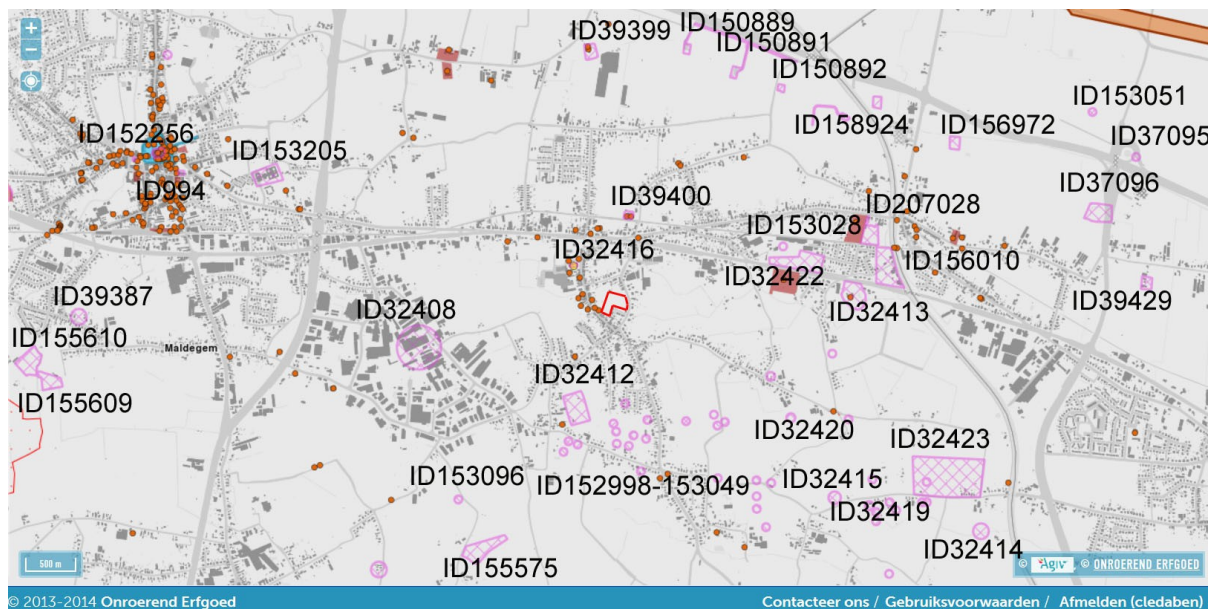 +
−
ID39399
ID150889
ID150891
ID150892
ID153051
ID152256
ID158924
ID156972
ID37095
ID153205
ID994
ID39400
ID37096
ID207028
ID153028
ID32416
ID156010
ID32422
ID39387
ID32408
ID32413
ID39429
ID155610
Maldegem
ID32412
ID155609
ID32420
ID32423
ID153096
ID152998-153049
ID32415
ID32419
ID32414
ID155575
500 m
© Agiv © ONROEREND ERFGOED
© 2013-2014 Onroerend Erfgoed Contacteer ons / Gebruiksvoorwaarden / Afmelden (cledaben)